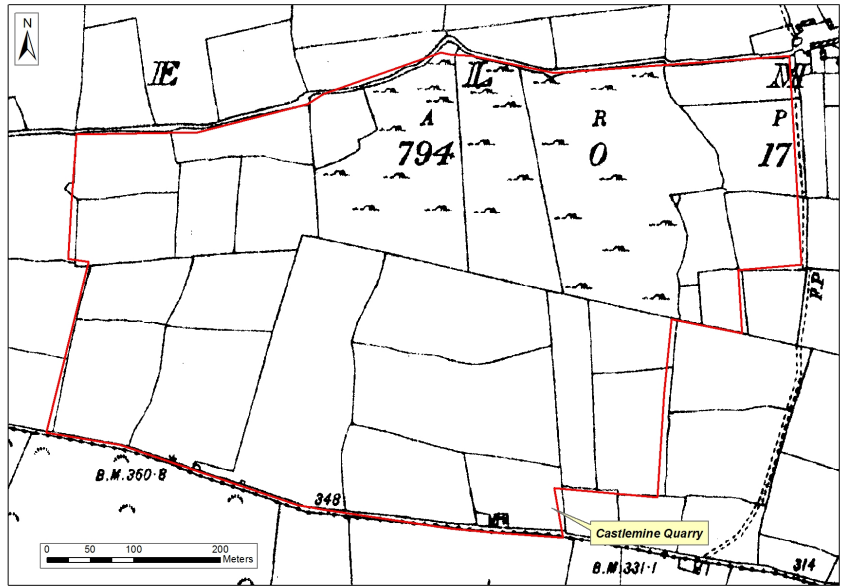 N
E L M
A R P
794 0 17
F.P.
B.M. 360·8
348
Castlemine Quarry
B.M. 331·1
314
0 50 100 200
Meters